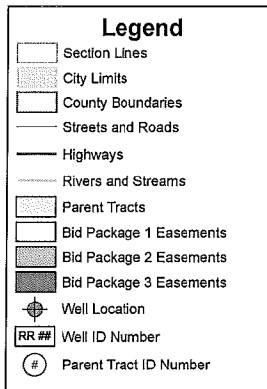 Legend
Section Lines
City Limits
County Boundaries
Streets and Roads
Highways
Rivers and Streams
Parent Tracts
Bid Package 1 Easements
Bid Package 2 Easements
Bid Package 3 Easements
Well Location
RR ## Well ID Number
# Parent Tract ID Number